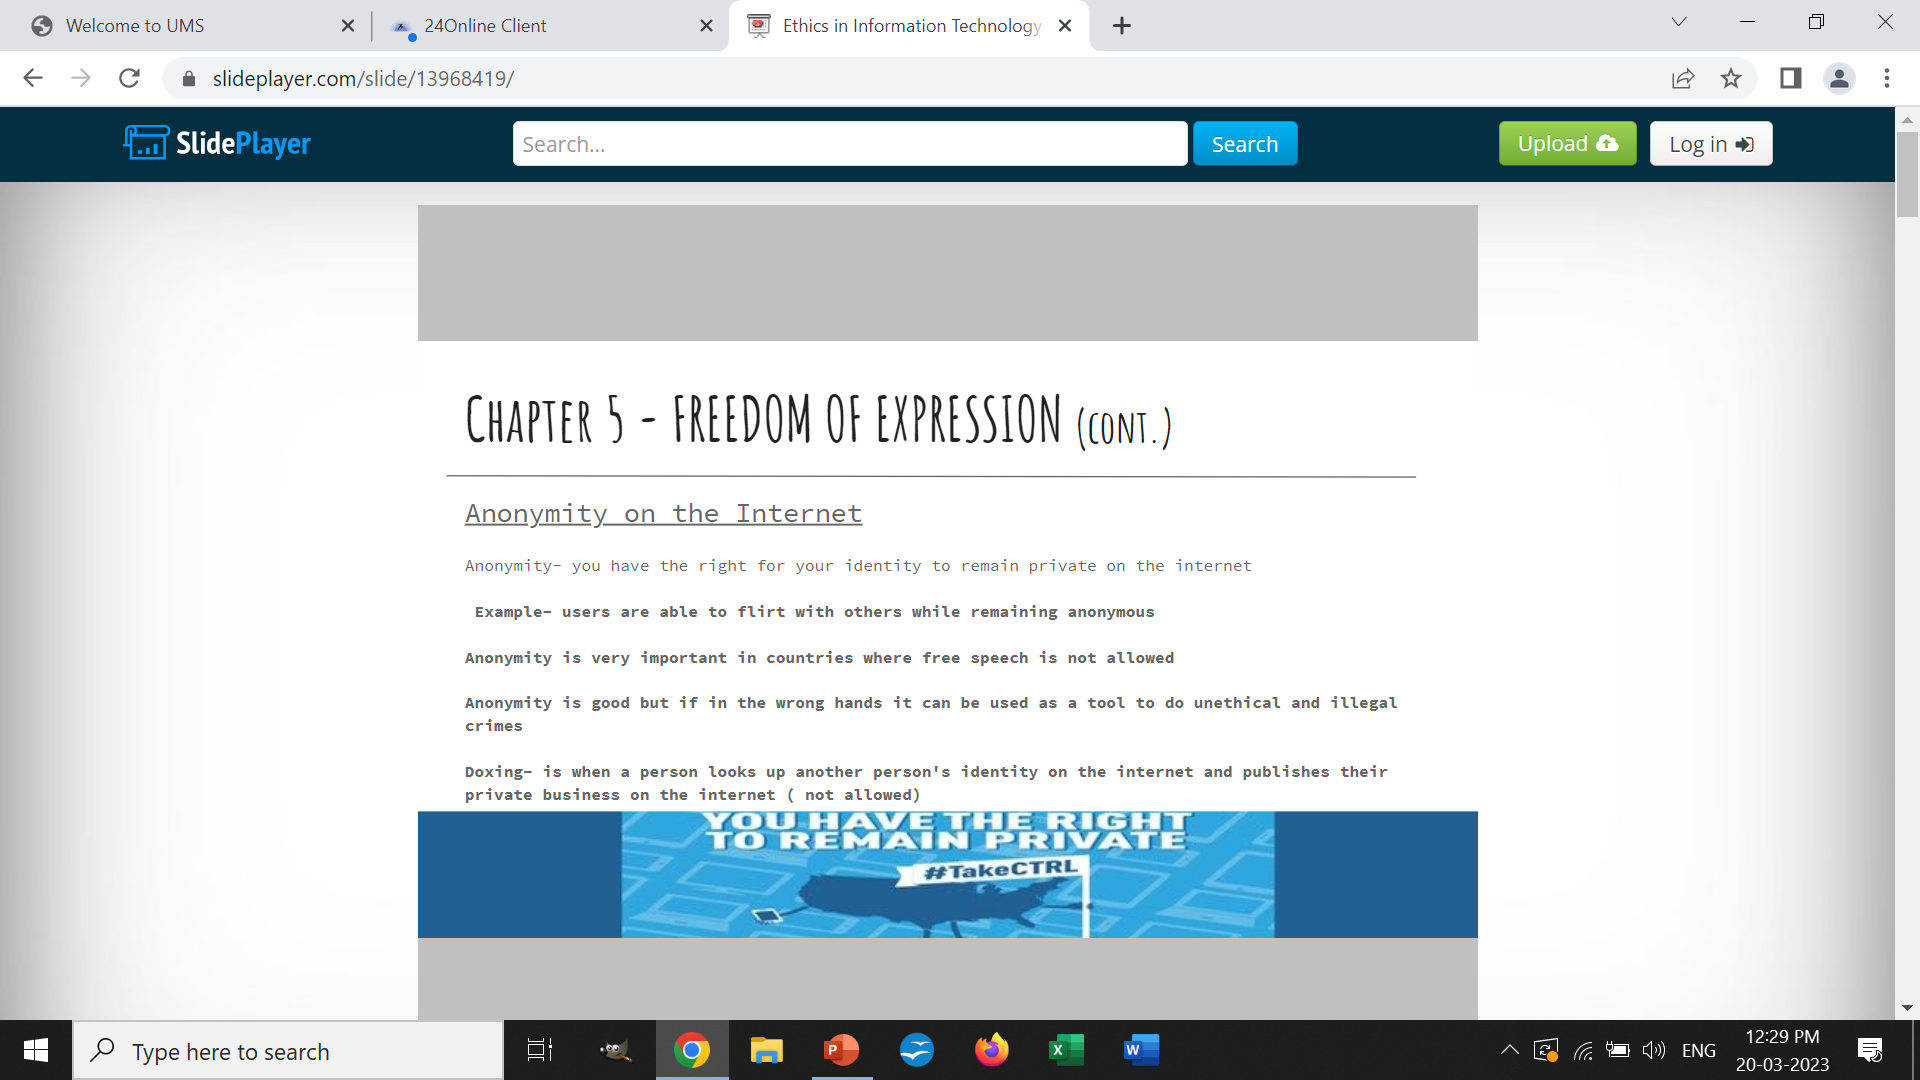 Welcome to UMS
24Online Client
Ethics in Information Technology
slideplayer.com/slide/13968419/
SlidePlayer
Search...
Search
Upload
Log in
CHAPTER 5 - FREEDOM OF EXPRESSION (CONT.)
Anonymity on the Internet
Anonymity- you have the right for your identity to remain private on the internet
Example- users are able to flirt with others while remaining anonymous
Anonymity is very important in countries where free speech is not allowed
Anonymity is good but if in the wrong hands it can be used as a tool to do unethical and illegal
crimes
Doxing- is when a person looks up another person's identity on the internet and publishes their
private business on the internet ( not allowed)
YOU HAVE THE RIGHT
TO REMAIN PRIVATE
#TakeCTRL
Type here to search
ENG
12:29 PM
20-03-2023